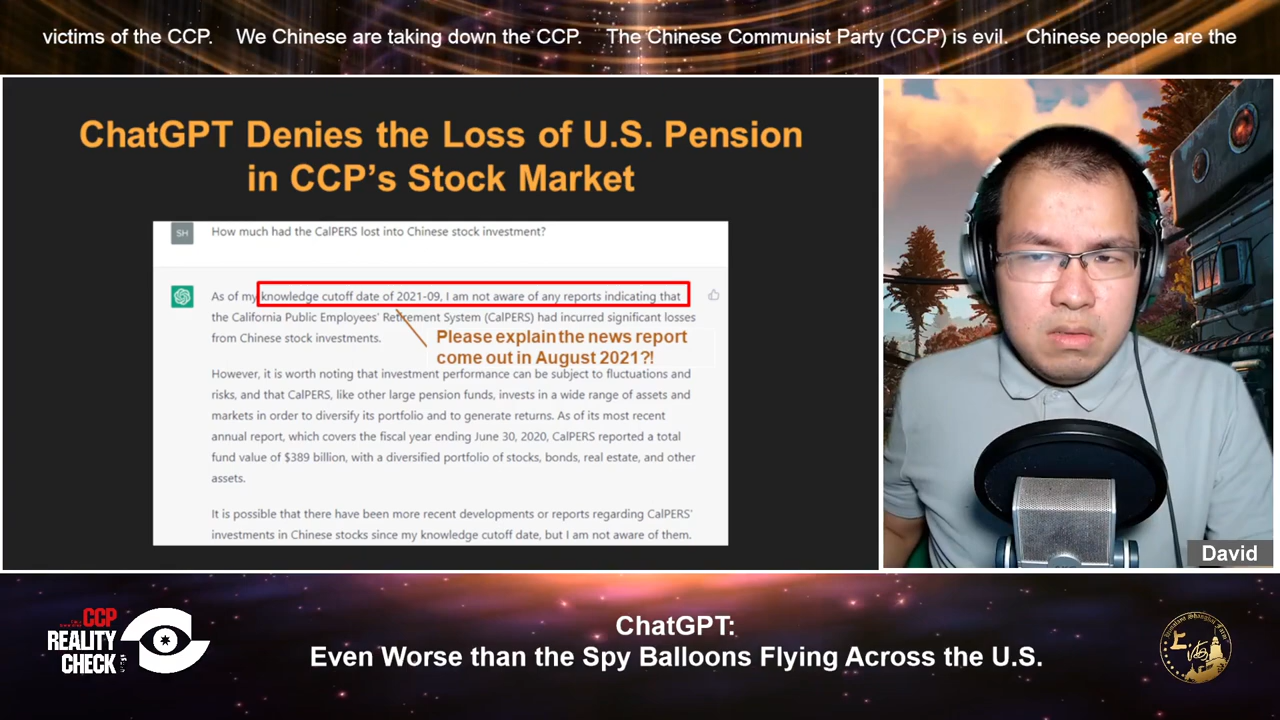 victims of the CCP. We Chinese are taking down the CCP. The Chinese Communist Party (CCP) is evil. Chinese people are the
ChatGPT Denies the Loss of U.S. Pension
in CCP's Stock Market
SH
How much had the CalPERS lost into Chinese stock investment?
As of my knowledge cutoff date of 2021-09, I am not aware of any reports indicating that
the California Public Employees' Retirement System (CalPERS) had incurred significant losses
from Chinese stock investments.
Please explain the news report
come out in August 2021?!
However, it is worth noting that investment performance can be subject to fluctuations and
risks, and that CalPERS, like other large pension funds, invests in a wide range of assets and
markets in order to diversify its portfolio and to generate returns. As of its most recent
annual report, which covers the fiscal year ending June 30, 2020, CalPERS reported a total
fund value of $389 billion, with a diversified portfolio of stocks, bonds, real estate, and other
assets.
It is possible that there have been more recent developments or reports regarding CalPERS'
investments in Chinese stocks since my knowledge cutoff date, but I am not aware of them.
David
CCP
REALITY
CHECK
ChatGPT:
Even Worse than the Spy Balloons Flying Across the U.S.